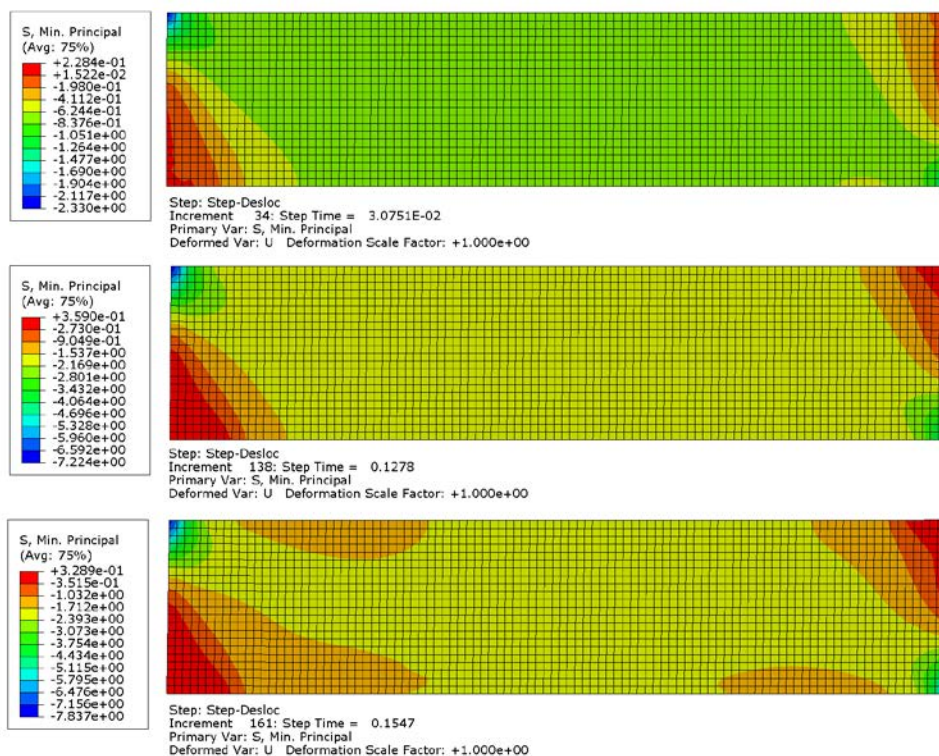 S, Min. Principal
(Avg: 75%)
+2.284e-01
+1.522e-02
-1.980e-01
-4.112e-01
-6.244e-01
-8.376e-01
-1.051e+00
-1.264e+00
-1.477e+00
-1.690e+00
-1.904e+00
-2.117e+00
-2.330e+00
Step: Step-Desloc
Increment 34: Step Time = 3.0751E-02
Primary Var: S, Min. Principal
Deformed Var: U Deformation Scale Factor: +1.000e+00
S, Min. Principal
(Avg: 75%)
+3.590e-01
-2.730e-01
-9.049e-01
-1.537e+00
-2.169e+00
-2.801e+00
-3.432e+00
-4.064e+00
-4.696e+00
-5.328e+00
-5.960e+00
-6.592e+00
-7.224e+00
Step: Step-Desloc
Increment 138: Step Time = 0.1278
Primary Var: S, Min. Principal
Deformed Var: U Deformation Scale Factor: +1.000e+00
S, Min. Principal
(Avg: 75%)
+3.289e-01
-3.515e-01
-1.032e+00
-1.712e+00
-2.393e+00
-3.073e+00
-3.754e+00
-4.434e+00
-5.115e+00
-5.795e+00
-6.476e+00
-7.156e+00
-7.837e+00
Step: Step-Desloc
Increment 161: Step Time = 0.1547
Primary Var: S, Min. Principal
Deformed Var: U Deformation Scale Factor: +1.000e+00